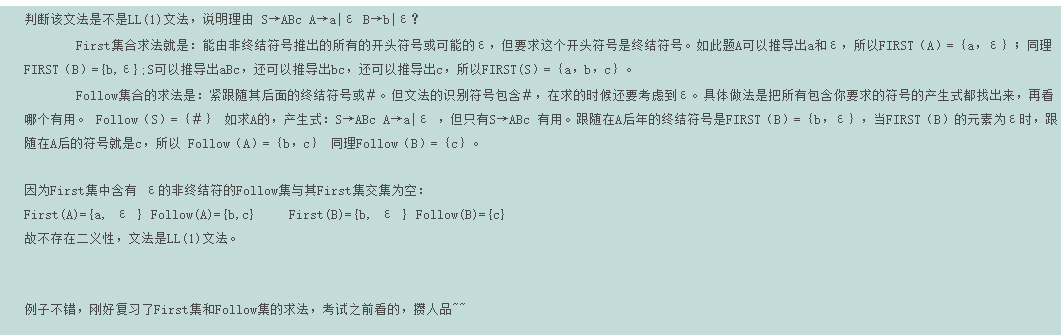 判断该文法是不是LL(1)文法，说明理由 S→ABc A→a|ε B→b|ε？
First集合求法就是：能由非终结符号推出的所有的开头符号或可能的ε，但要求这个开头符号是终结符号。如此题A可以推导出a和ε，所以FIRST（A）={a，ε}；同理
FIRST（B）={b,ε};S可以推导出aBc，还可以推导出bc，还可以推导出c，所以FIRST(S)={a，b，c}。
Follow集合的求法是：紧跟随其后面的终结符号或#。但文法的识别符号包含#，在求的时候还要考虑到ε。具体做法是把所有包含你要求的符号的产生式都找出来，再看
哪个有用。 Follow（S）={#} 如求A的，产生式：S→ABc A→a|ε ，但只有S→ABc 有用。跟随在A后年的终结符号是FIRST（B）={b，ε}，当FIRST（B）的元素为ε时，跟
随在A后的符号就是c，所以 Follow（A）={b，c} 同理Follow（B）={c}。
因为First集中含有 ε的非终结符的Follow集与其First集交集为空：
First(A)={a, ε } Follow(A)={b,c} First(B)={b, ε } Follow(B)={c}
故不存在二义性，文法是LL(1)文法。
例子不错，刚好复习了First集和Follow集的求法，考试之前看的，攒人品~~